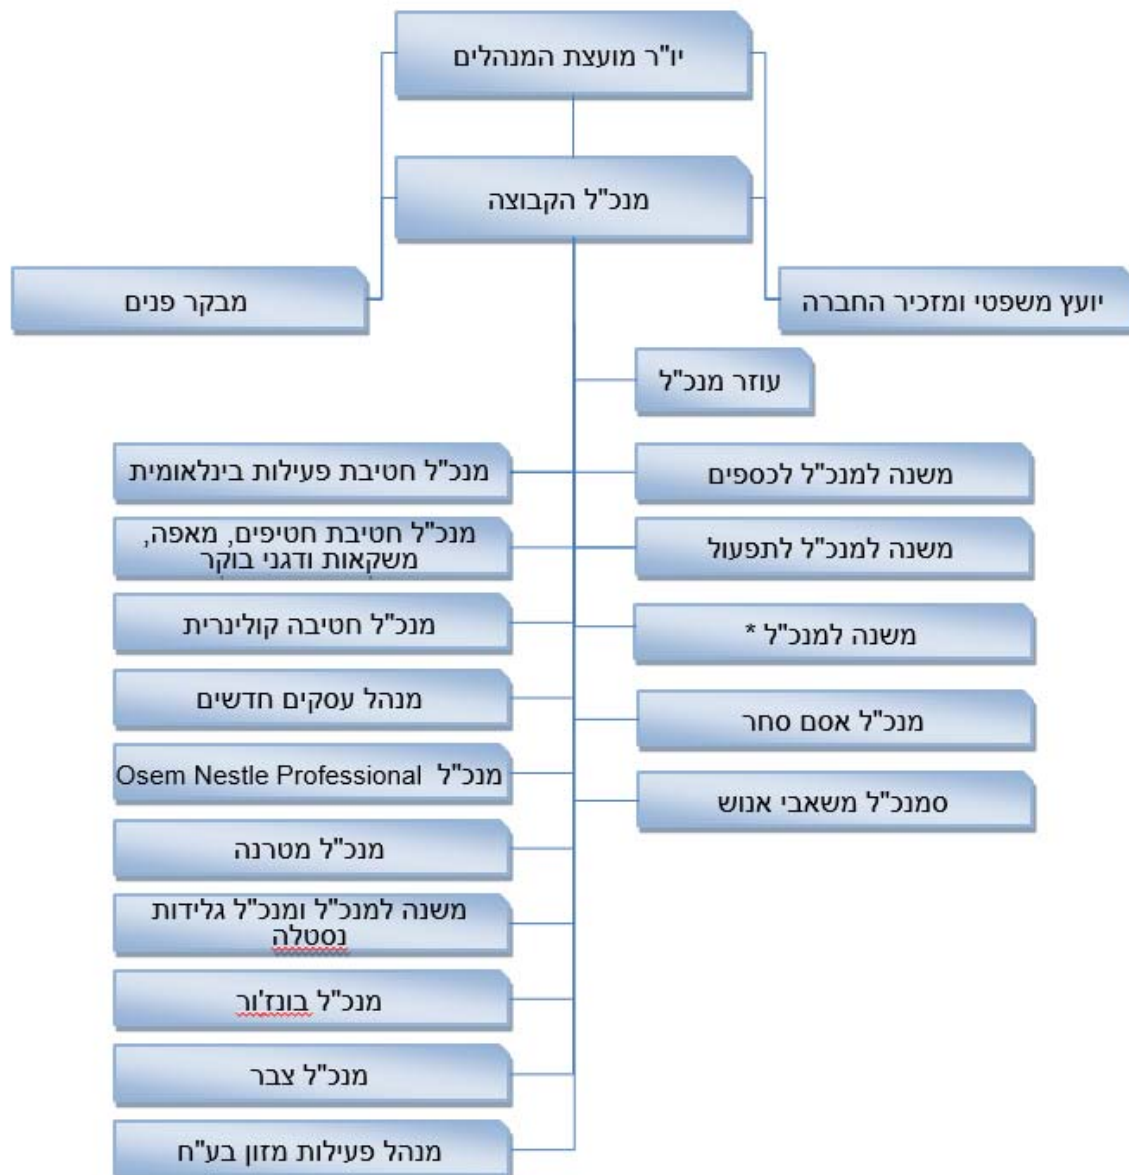 יו"ר מועצת המנהלים
מנכ"ל הקבוצה
יועץ משפטי ומזכיר החברה
מבקר פנים
עוזר מנכ"ל
משנה למנכ"ל לכספים
משנה למנכ"ל לתפעול
משנה למנכ"ל *
מנכ"ל אסם סחר
סמנכ"ל משאבי אנוש
מנכ"ל חטיבת פעילות בינלאומית
מנכ"ל חטיבת חטיפים, מאפה,
משקאות ודגני בוקר
מנכ"ל חטיבה קולינרית
מנהל עסקים חדשים
מנכ"ל Osem Nestle Professional
מנכ"ל מטרנה
משנה למנכ"ל ומנכ"ל גלידות
נסטלה
מנכ"ל בונז'ור
מנכ"ל צבר
מנהל פעילות מזון בע"ח